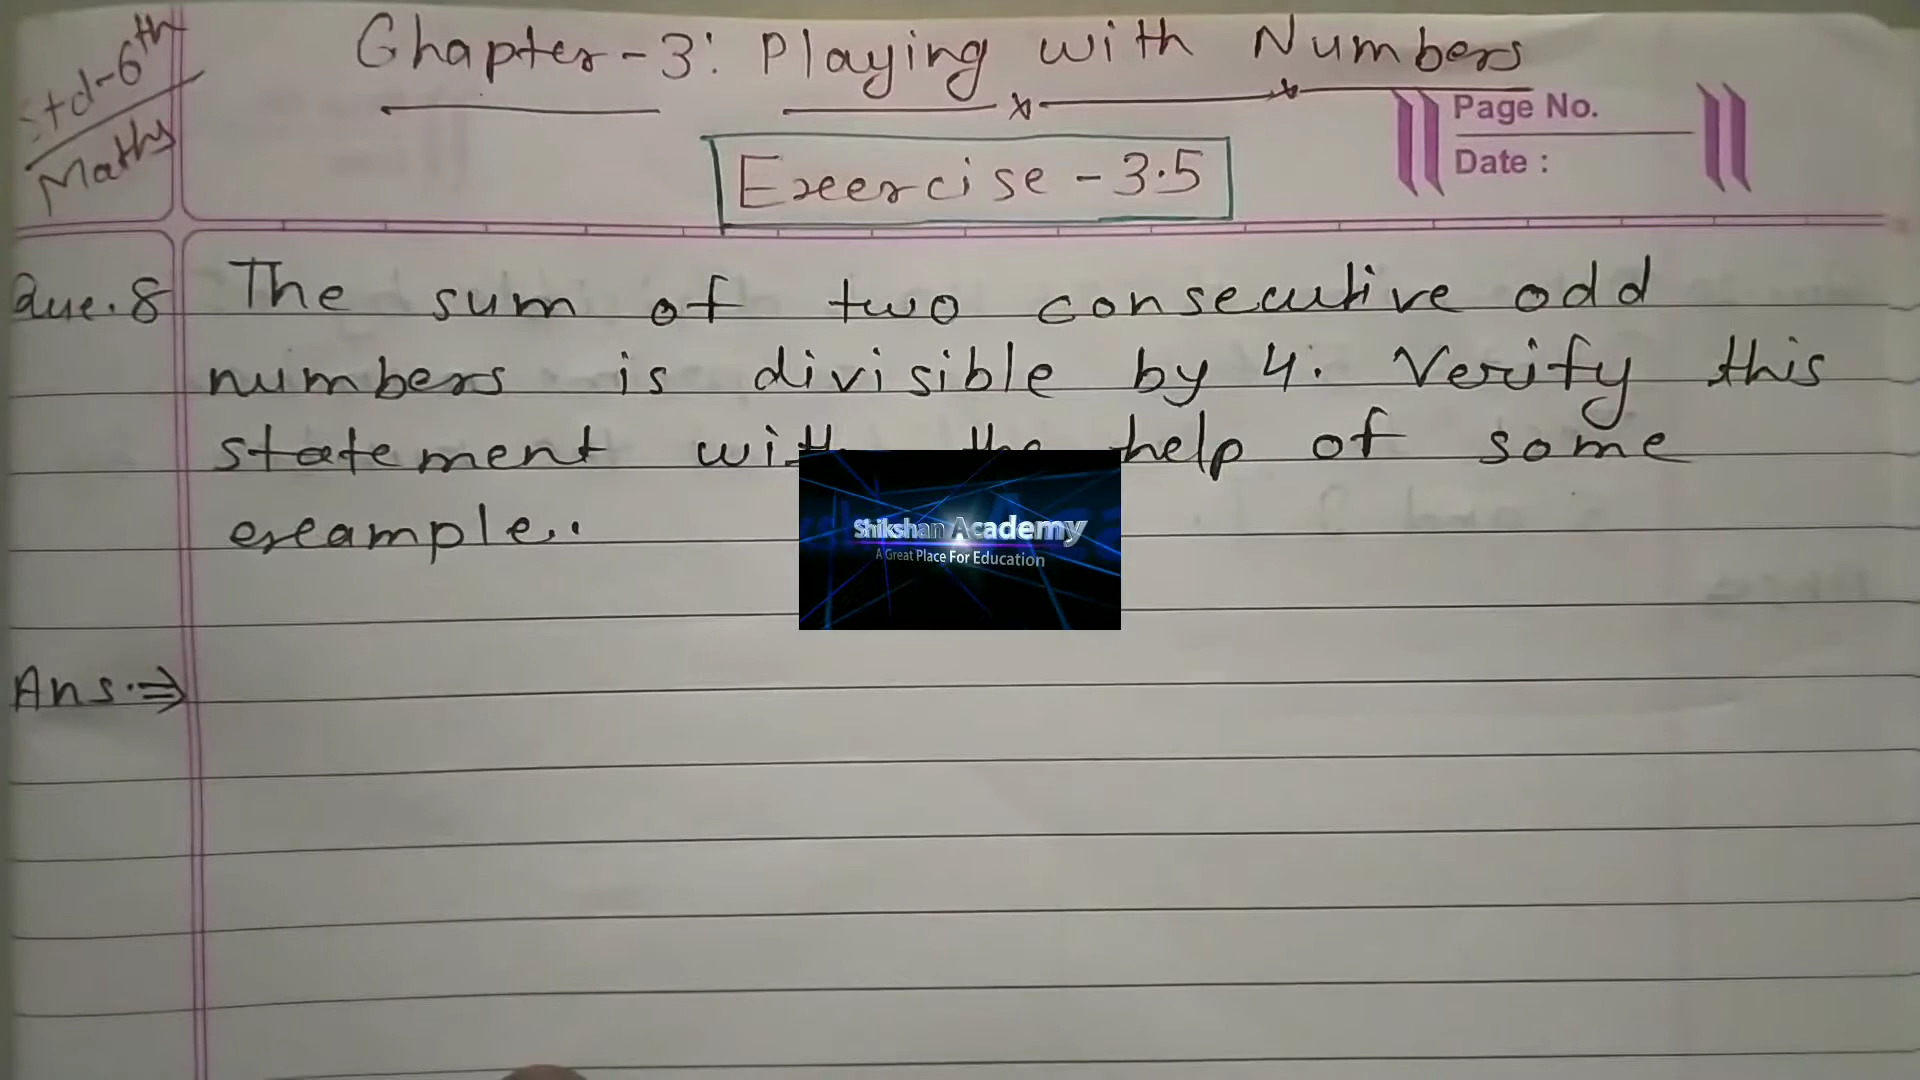 Std-6th
Maths
Chapter-3: Playing with Numbers
Page No.
Date :
Exercise - 3.5
Que.8 The sum of two consecutive odd
numbers is divisible by 4. Verify this
statement with the help of some
example..
Shikshan Academy
A Great Place For Education
Ans.⇒